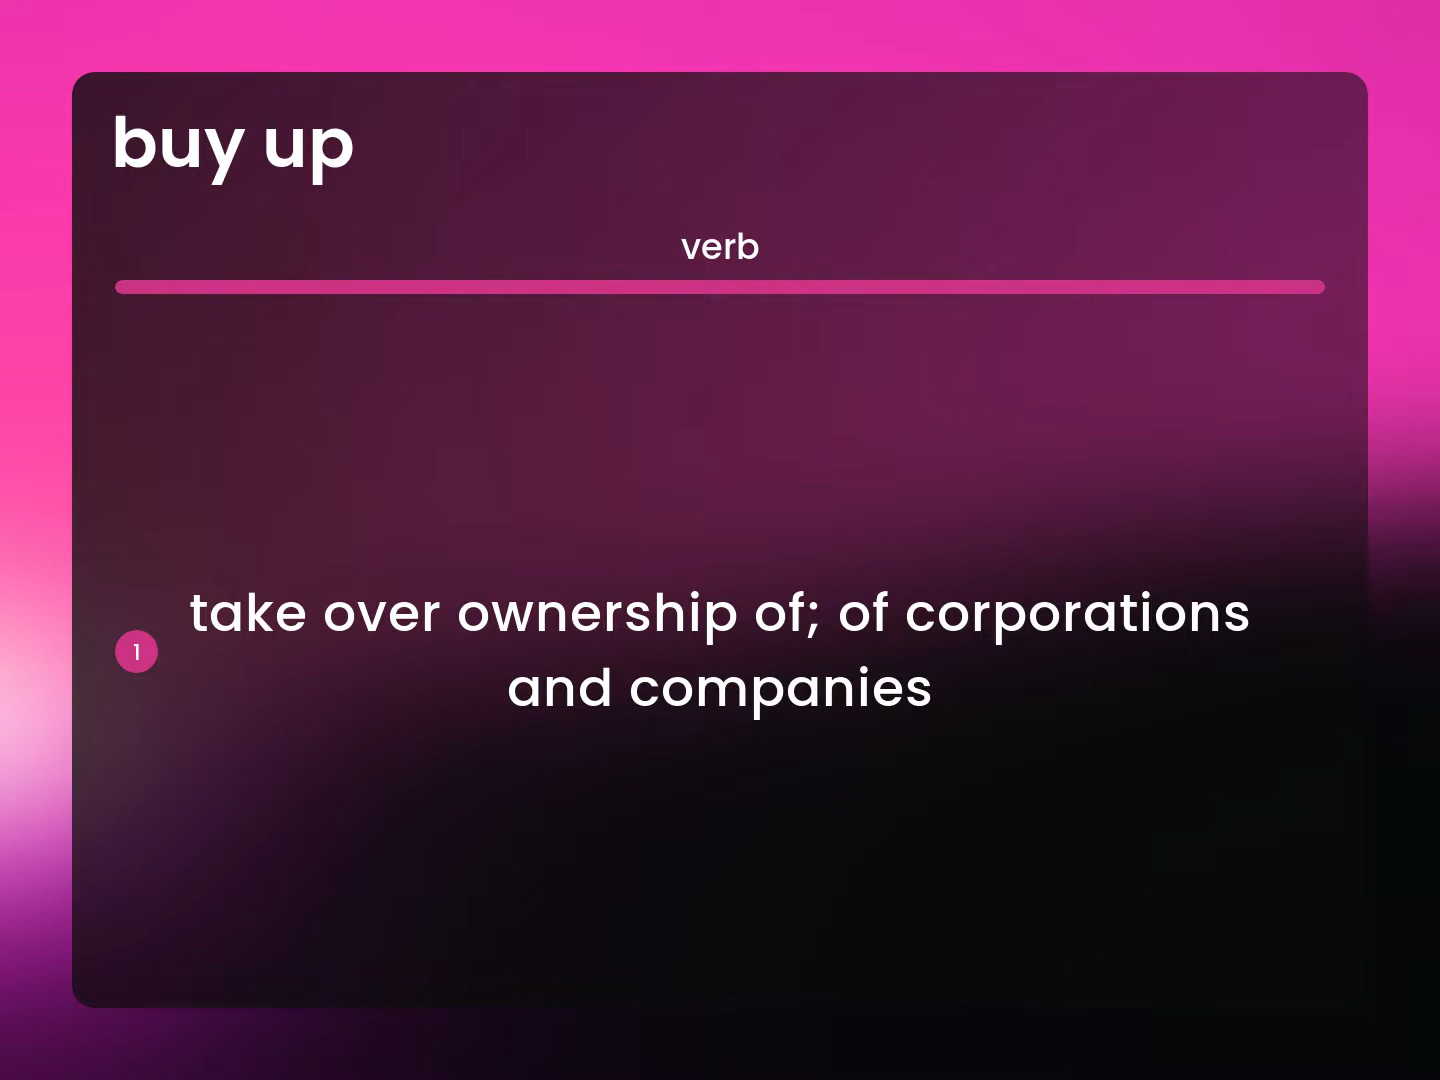 buy up
verb
1
take over ownership of; of corporations
and companies